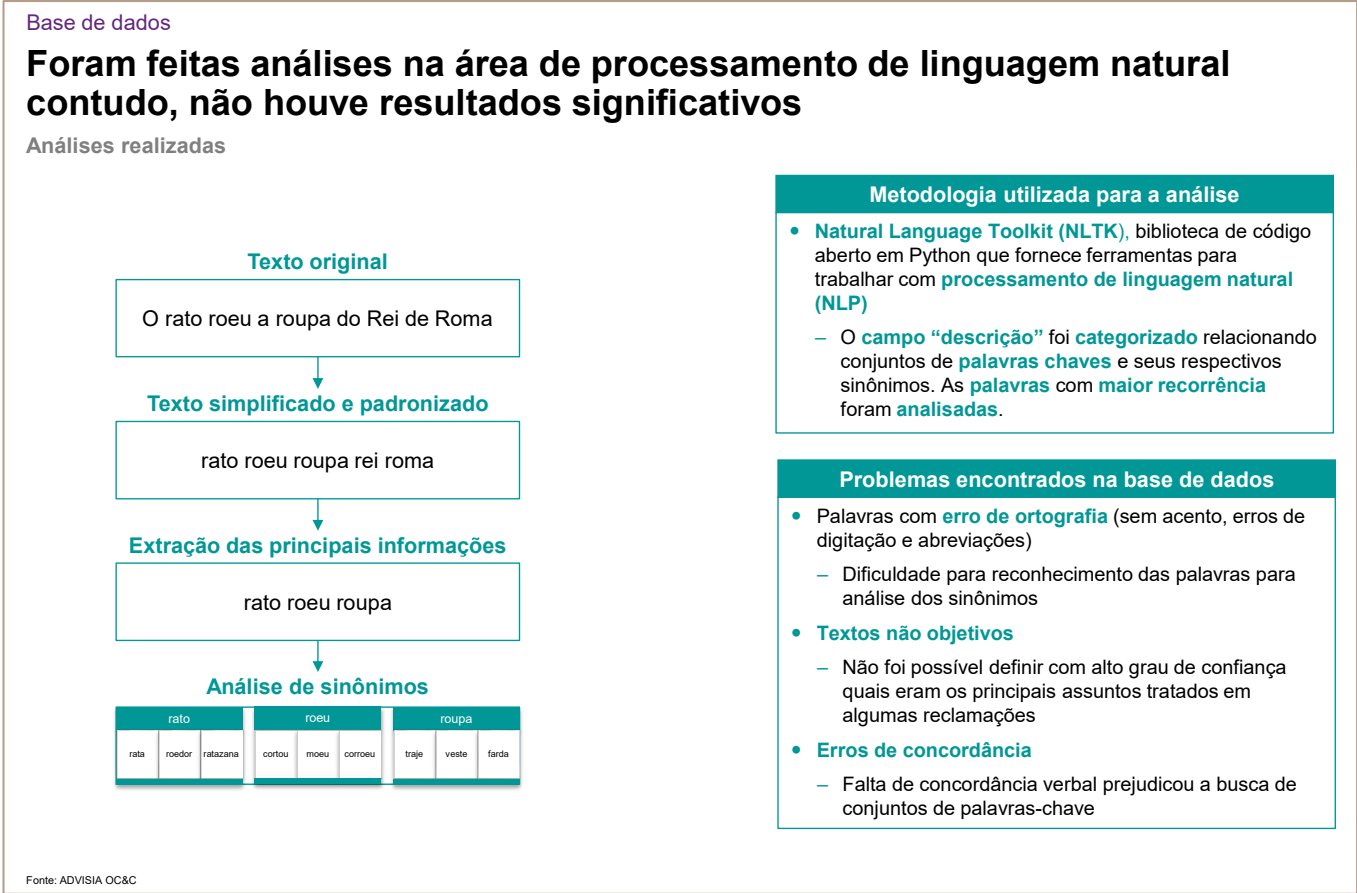 Base de dados
Foram feitas análises na área de processamento de linguagem natural
contudo, não houve resultados significativos
Análises realizadas
Texto original
O rato roeu a roupa do Rei de Roma
Texto simplificado e padronizado
rato roeu roupa rei roma
Extração das principais informações
rato roeu roupa
Análise de sinônimos
rato roeu roupa
rata roedor ratazana cortou moeu corroeu traje veste farda
Metodologia utilizada para a análise
• Natural Language Toolkit (NLTK), biblioteca de código
aberto em Python que fornece ferramentas para
trabalhar com processamento de linguagem natural
(NLP)
– O campo “descrição” foi categorizado relacionando
conjuntos de palavras chaves e seus respectivos
sinônimos. As palavras com maior recorrência
foram analisadas.
Problemas encontrados na base de dados
• Palavras com erro de ortografia (sem acento, erros de
digitação e abreviações)
– Dificuldade para reconhecimento das palavras para
análise dos sinônimos
• Textos não objetivos
– Não foi possível definir com alto grau de confiança
quais eram os principais assuntos tratados em
algumas reclamações
• Erros de concordância
– Falta de concordância verbal prejudicou a busca de
conjuntos de palavras-chave
Fonte: ADVISIA OC&C